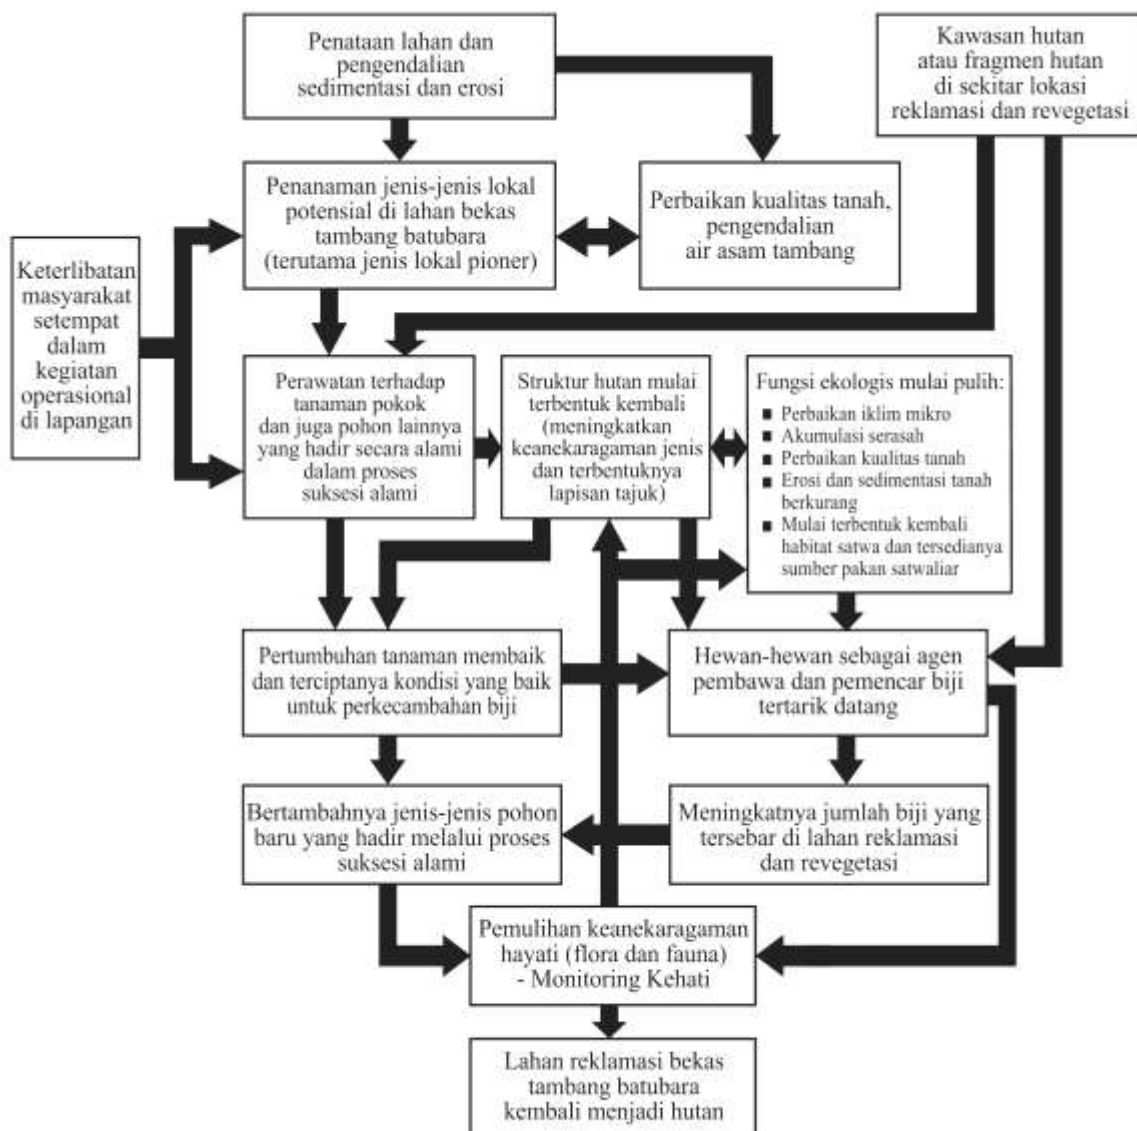 Penataan lahan dan
pengendalian
sedimentasi dan erosi
Kawasan hutan
atau fragmen hutan
di sekitar lokasi
reklamasi dan revegetasi
Penanaman jenis-jenis lokal
potensial di lahan bekas
tambang batubara
(terutama jenis lokal pioner)
Perbaikan kualitas tanah,
pengendalian
air asam tambang
Keterlibatan
masyarakat
setempat
dalam
kegiatan
operasional
di lapangan
Perawatan terhadap
tanaman pokok
dan juga pohon lainnya
yang hadir secara alami
dalam proses
suksesi alami
Struktur hutan mulai
terbentuk kembali
(meningkatkan
keanekaragaman jenis
dan terbentuknya
lapisan tajuk)
Fungsi ekologis mulai pulih:
■ Perbaikan iklim mikro
■ Akumulasi serasah
■ Perbaikan kualitas tanah
■ Erosi dan sedimentasi tanah
berkurang
■ Mulai terbentuk kembali
habitat satwa dan tersedianya
sumber pakan satwaliar
Pertumbuhan tanaman membaik
dan terciptanya kondisi yang baik
untuk perkecambahan biji
Hewan-hewan sebagai agen
pembawa dan pemencar biji
tertarik datang
Bertambahnya jenis-jenis pohon
baru yang hadir melalui proses
suksesi alami
Meningkatnya jumlah biji yang
tersebar di lahan reklamasi
dan revegetasi
Pemulihan keanekaragaman
hayati (flora dan fauna)
- Monitoring Kehati
Lahan reklamasi bekas
tambang batubara
kembali menjadi hutan